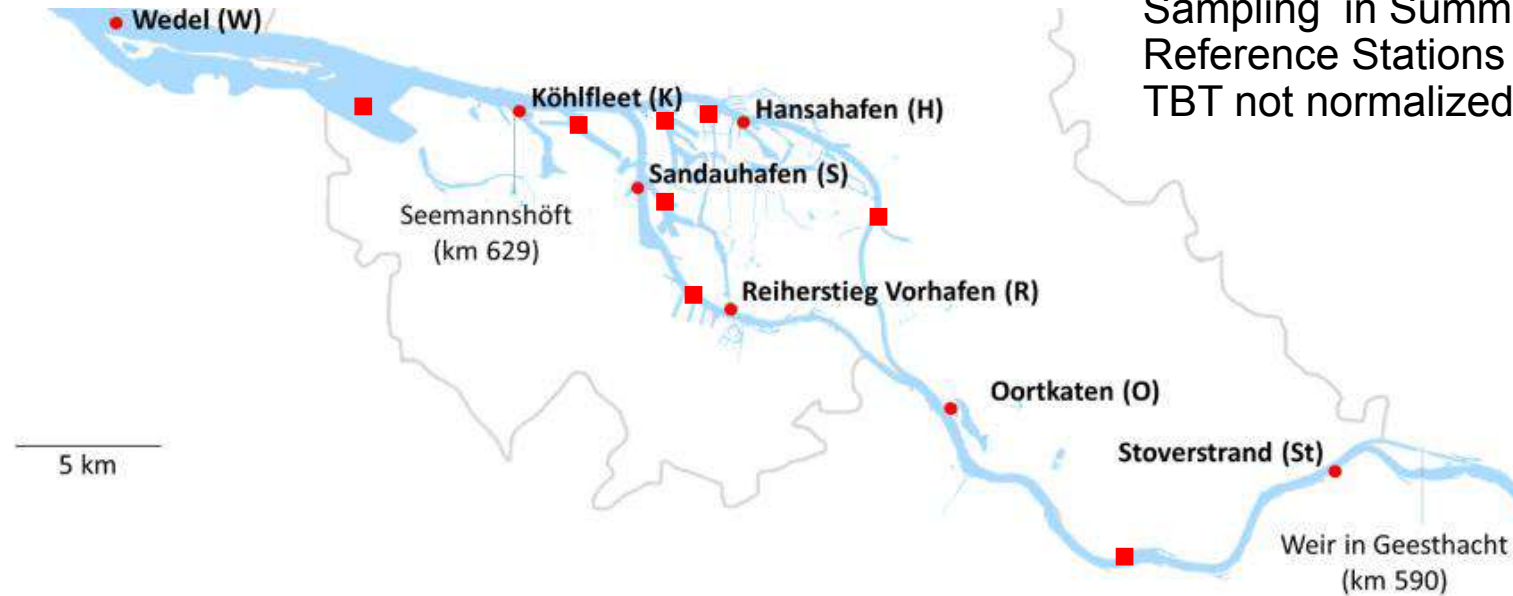 Wedel (W)
Sampling in Summ
Reference Stations
TBT not normalized
Köhlfleet (K)
Hansahafen (H)
Sandauhafen (S)
Seemannshöft
(km 629)
Reiherstieg Vorhafen (R)
Oortkaten (O)
Stoverstrand (St)
5 km
Weir in Geesthacht
(km 590)